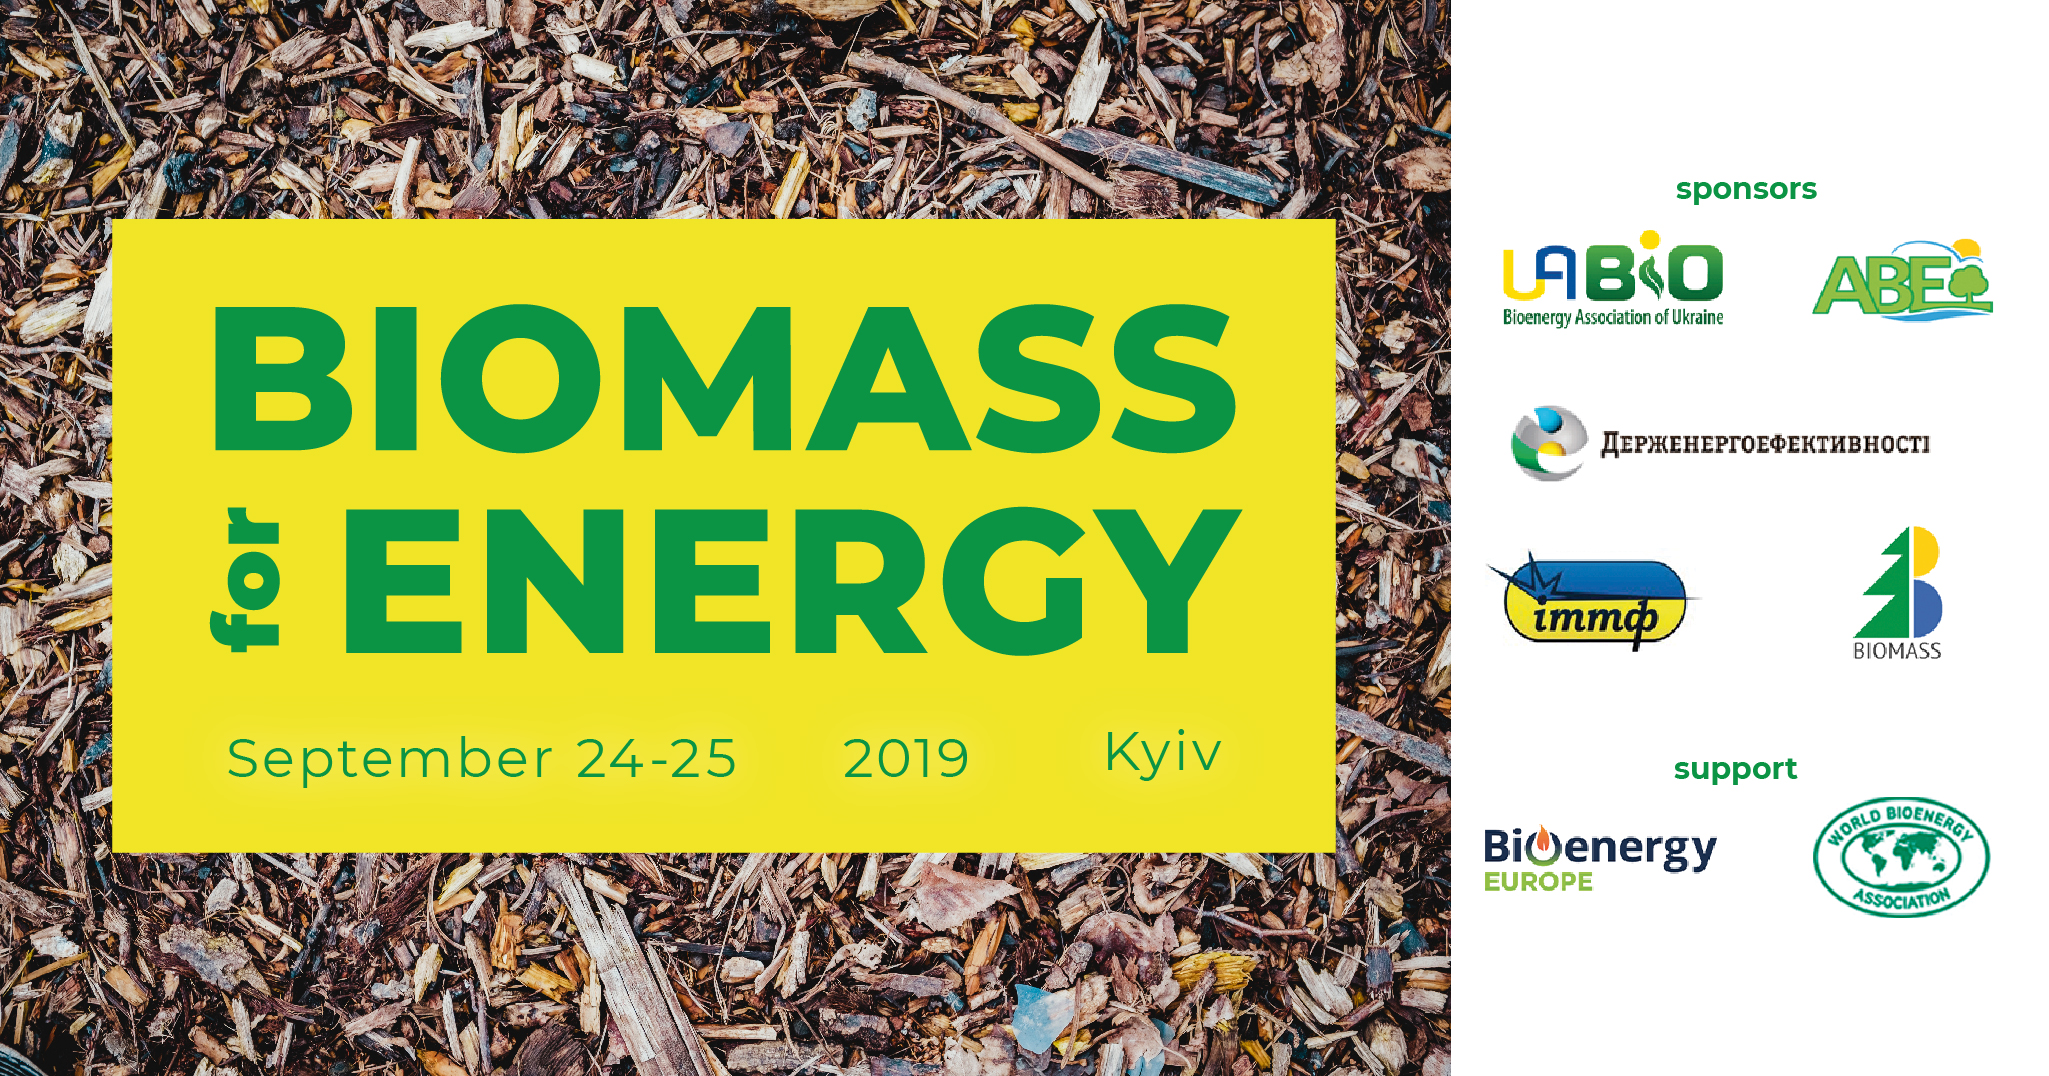 BIOMASS
for ENERGY
September 24-25 2019 Kyiv
sponsors
UABIO
Bioenergy Association of Ukraine
ABE
ДЕРЖЕНЕРГОЕФЕКТИВНОСТІ
іттф
BIOMASS
support
Bioenergy
EUROPE
WORLD BIOENERGY
ASSOCIATION